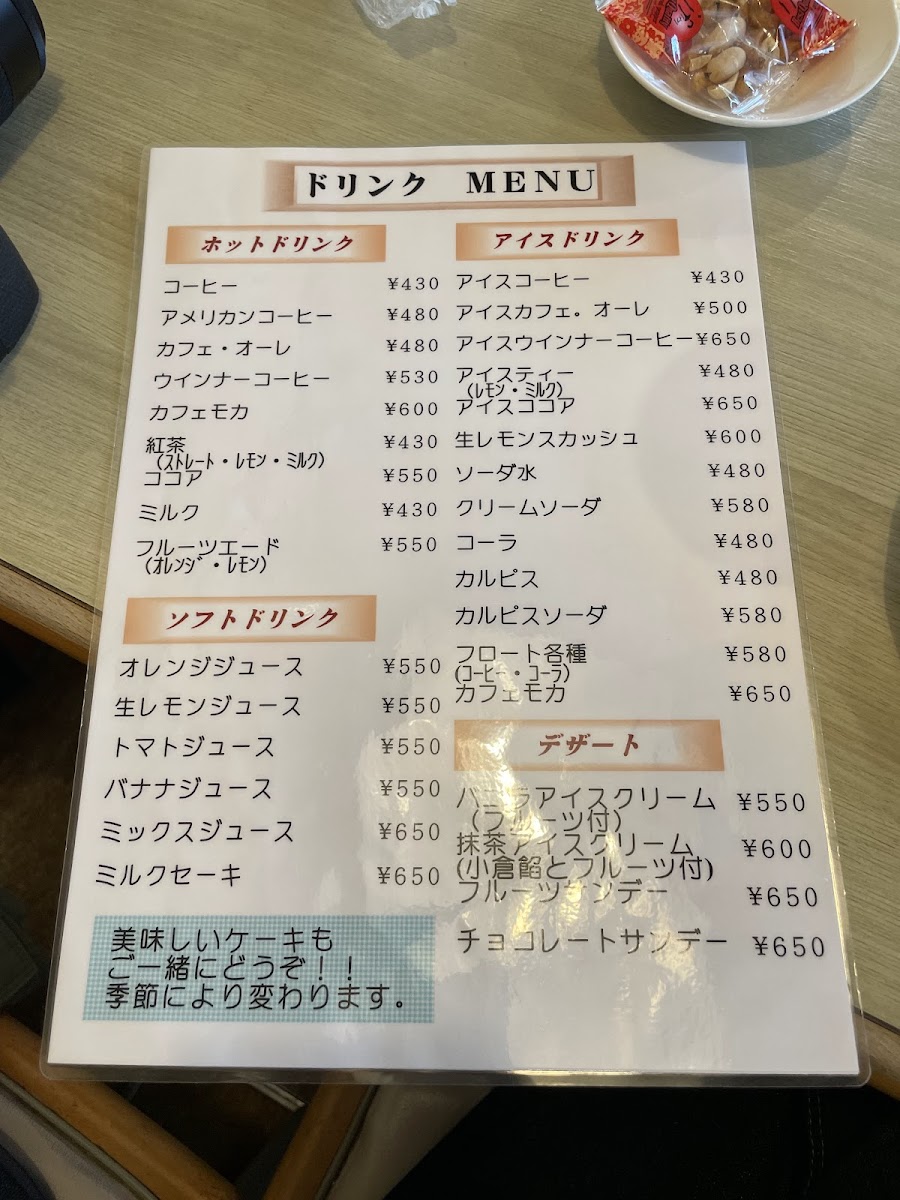 ドリンク MENU
ホットドリンク
コーヒー ¥430
アメリカンコーヒー ¥480
カフェ・オーレ ¥480
ウインナーコーヒー ¥530
カフェモカ ¥600
紅茶 ¥430
(ストレート・レモン・ミルク)
ココア ¥550
ミルク ¥430
フルーツエード ¥550
(オレンジ・レモン)
ソフトドリンク
オレンジジュース ¥550
生レモンジュース ¥550
トマトジュース ¥550
バナナジュース ¥550
ミックスジュース ¥650
ミルクセーキ ¥650
美味しいケーキも
ご一緒にどうぞ！！
季節により変わります。
アイスドリンク
アイスコーヒー ¥430
アイスカフェ。オーレ ¥500
アイスウインナーコーヒー ¥650
アイスティー ¥480
(レモン・ミルク)
アイスココア ¥650
生レモンスカッシュ ¥600
ソーダ水 ¥480
クリームソーダ ¥580
コーラ ¥480
カルピス ¥480
カルピスソーダ ¥580
フロート各種 ¥580
(コーヒー・コーラ)
カフェモカ ¥650
デザート
バニラアイスクリーム ¥550
(フルーツ付)
抹茶アイスクリーム ¥600
(小倉餡とフルーツ付)
フルーツサンデー ¥650
チョコレートサンデー ¥650